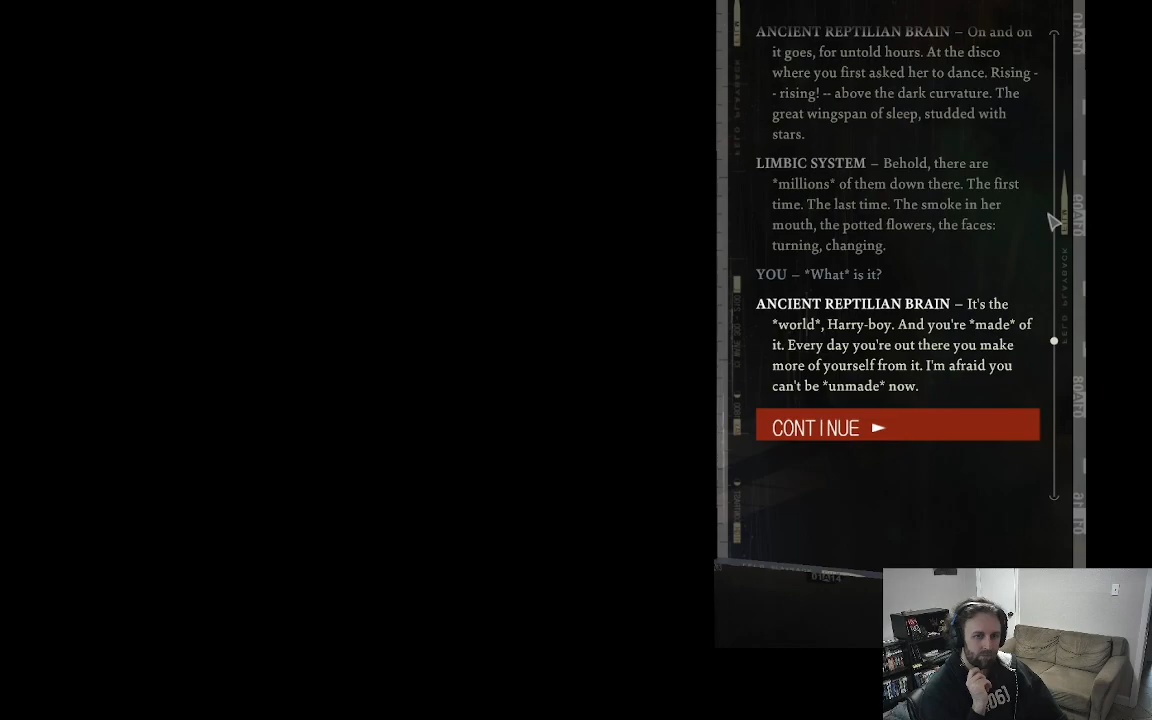 ANCIENT REPTILIAN BRAIN – On and on
it goes, for untold hours. At the disco
where you first asked her to dance. Rising -
- rising! -- above the dark curvature. The
great wingspan of sleep, studded with
stars.
LIMBIC SYSTEM – Behold, there are
*millions* of them down there. The first
time. The last time. The smoke in her
mouth, the potted flowers, the faces:
turning, changing.
YOU – *What* is it?
ANCIENT REPTILIAN BRAIN – It's the
*world*, Harry-boy. And you're *made* of
it. Every day you're out there you make
more of yourself from it. I'm afraid you
can't be *unmade* now.
CONTINUE